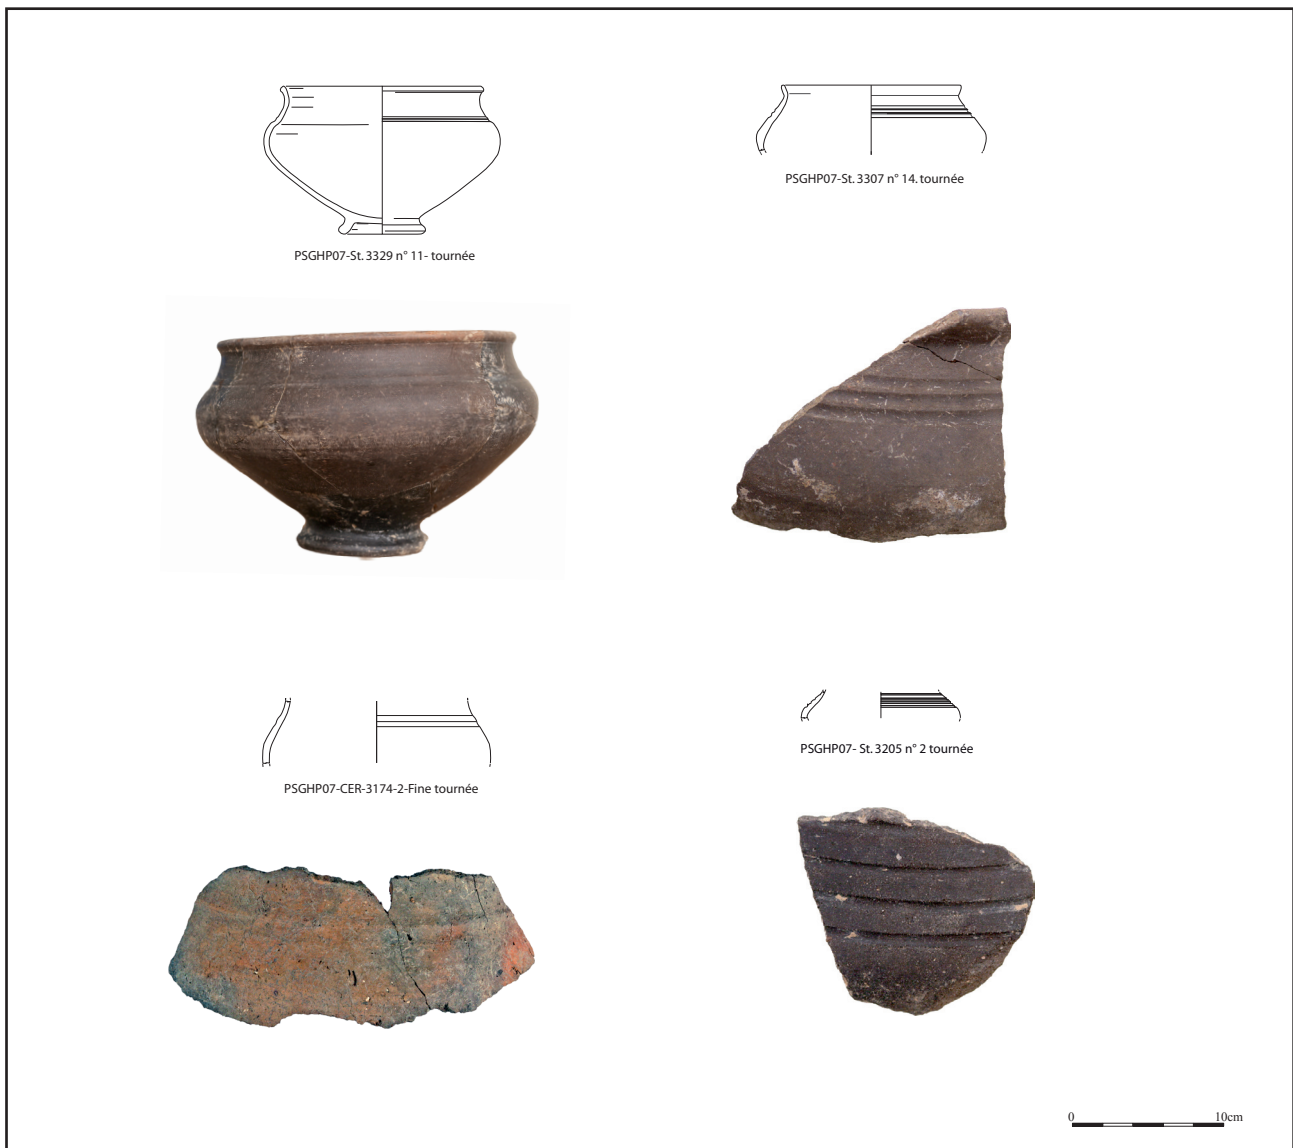 PSGHP07-St. 3329 n° 11- tournée
PSGHP07-St. 3307 n° 14. tournée
PSGHP07-CER-3174-2-Fine tournée
PSGHP07- St. 3205 n° 2 tournée
0 10cm